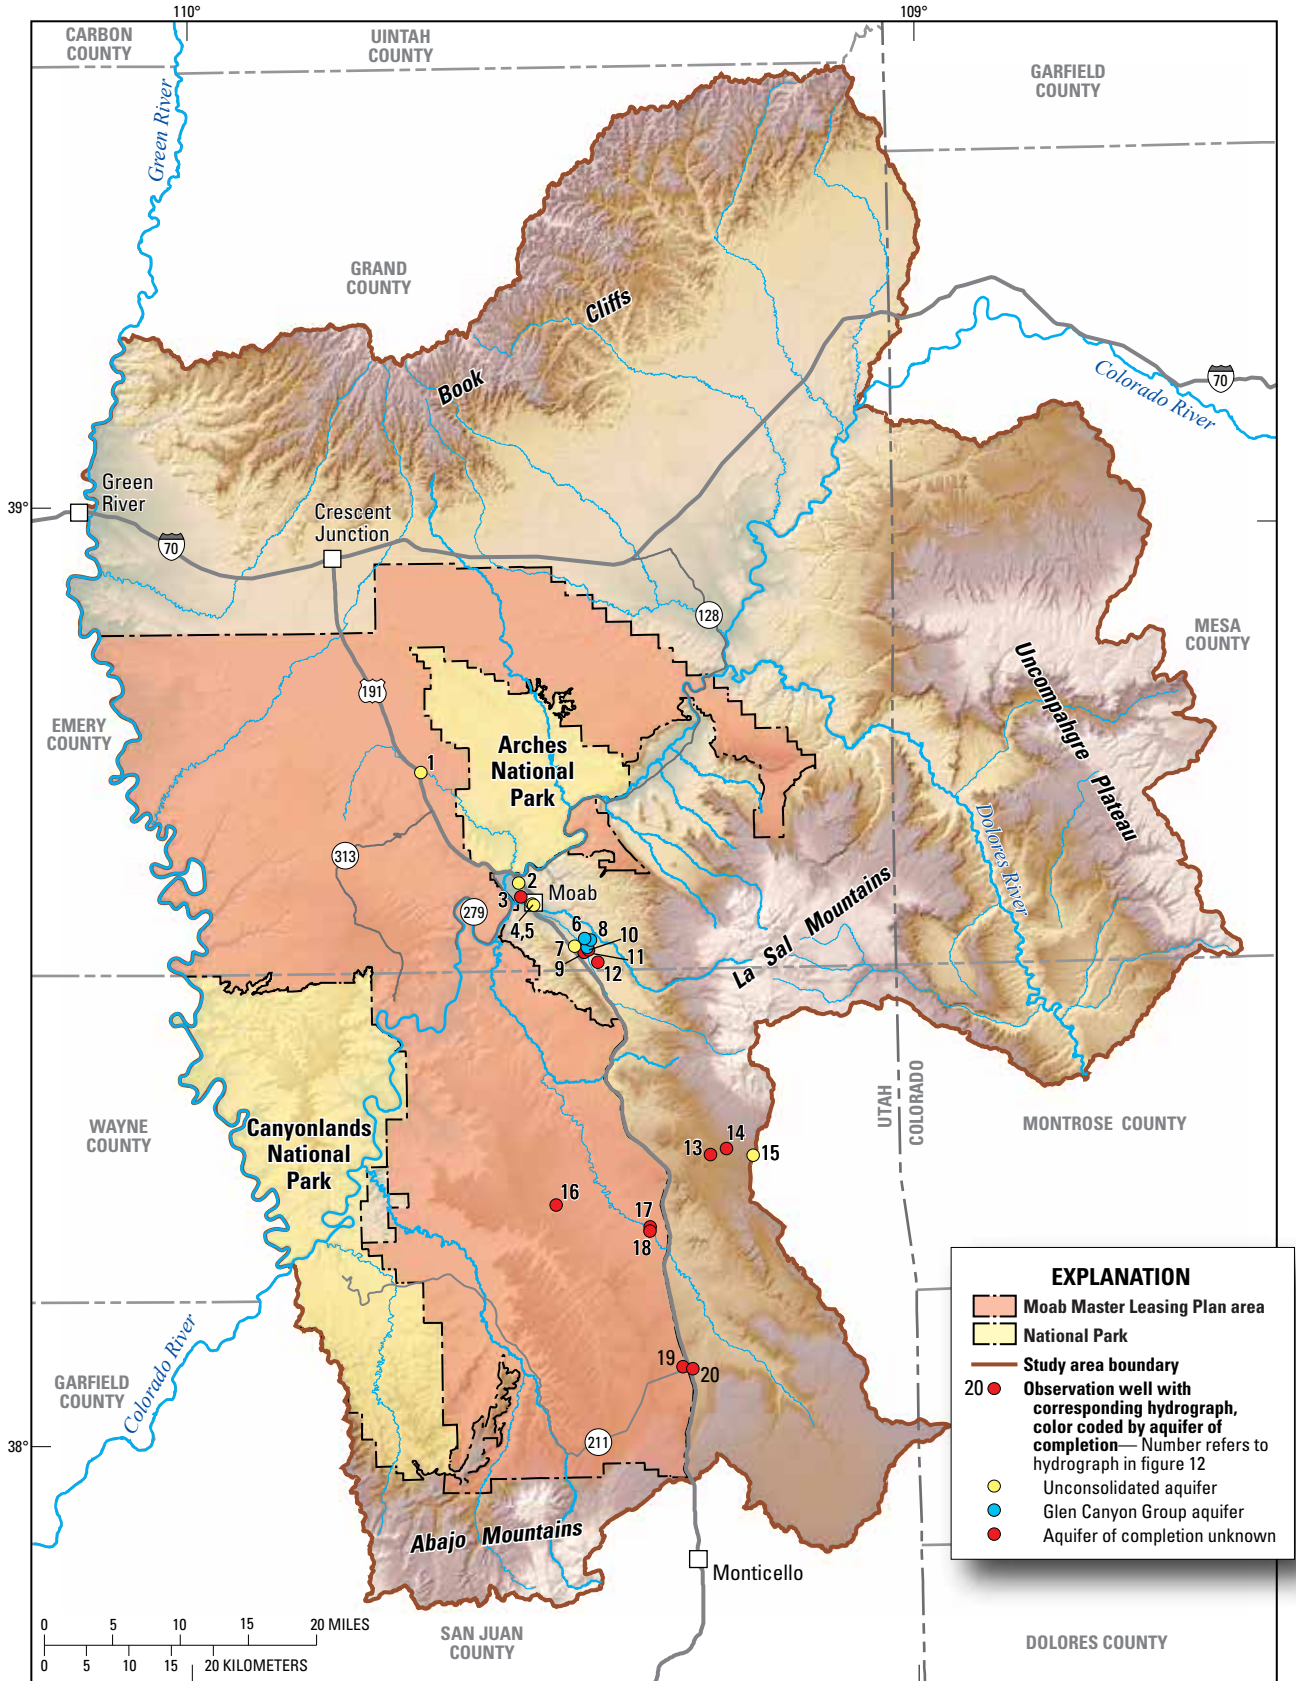 110°
109°
CARBON
COUNTY
UINTAH
COUNTY
GARFIELD
COUNTY
Green River
GRAND
COUNTY
Book Cliffs
70
Colorado River
39°
Green
River
Crescent
Junction
70
128
MESA
COUNTY
Uncompahgre Plateau
191
EMERY
COUNTY
Arches
National
Park
1
313
Dolores River
2
3
Moab
279
4,5
6
8
10
7
11
9
12
La Sal Mountains
UTAH
COLORADO
WAYNE
COUNTY
Canyonlands
National
Park
MONTROSE COUNTY
13
14
15
16
17
18
19
20
211
GARFIELD
COUNTY
Colorado River
38°
Abajo Mountains
Monticello
EXPLANATION
Moab Master Leasing Plan area
National Park
Study area boundary
20 Observation well with
corresponding hydrograph,
color coded by aquifer of
completion— Number refers to
hydrograph in figure 12
Unconsolidated aquifer
Glen Canyon Group aquifer
Aquifer of completion unknown
0 5 10 15 20 MILES
0 5 10 15 20 KILOMETERS
SAN JUAN
COUNTY
DOLORES COUNTY